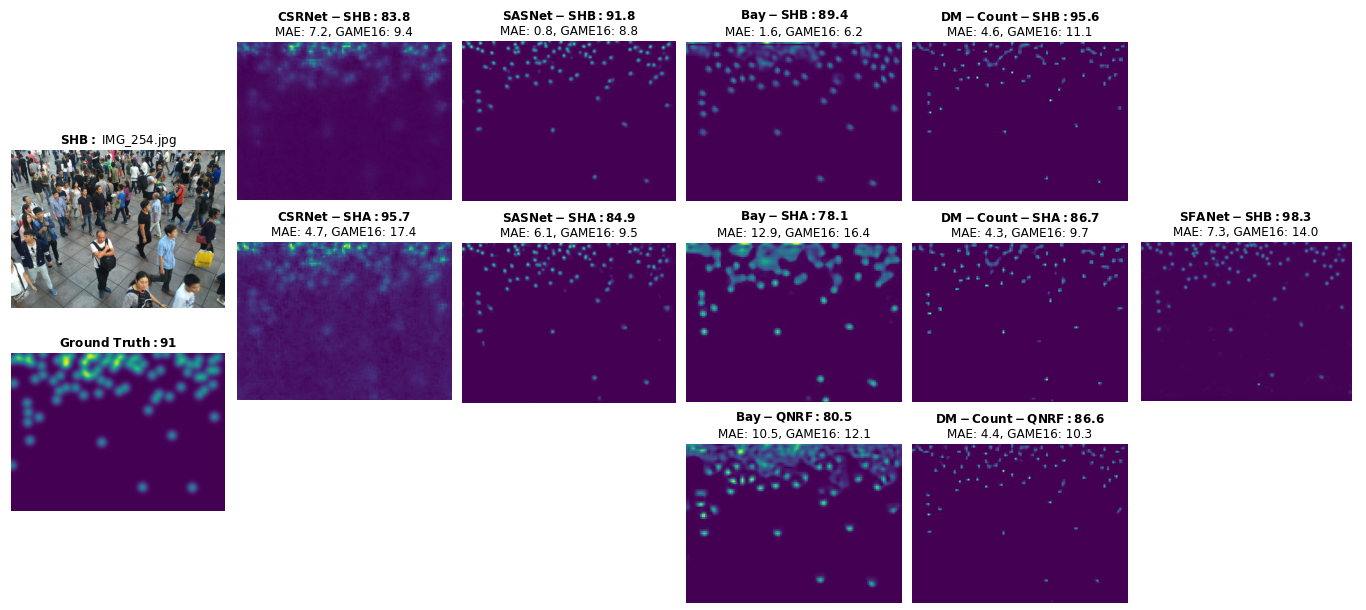 CSRNet−SHB: 83.8
MAE: 7.2, GAME16: 9.4
SASNet−SHB: 91.8
MAE: 0.8, GAME16: 8.8
Bay−SHB: 89.4
MAE: 1.6, GAME16: 6.2
DM−Count−SHB: 95.6
MAE: 4.6, GAME16: 11.1
SHB: IMG_254.jpg
CSRNet−SHA: 95.7
MAE: 4.7, GAME16: 17.4
SASNet−SHA: 84.9
MAE: 6.1, GAME16: 9.5
Bay−SHA: 78.1
MAE: 12.9, GAME16: 16.4
DM−Count−SHA: 86.7
MAE: 4.3, GAME16: 9.7
SFANet−SHB: 98.3
MAE: 7.3, GAME16: 14.0
Ground Truth: 91
Bay−QNRF: 80.5
MAE: 10.5, GAME16: 12.1
DM−Count−QNRF: 86.6
MAE: 4.4, GAME16: 10.3